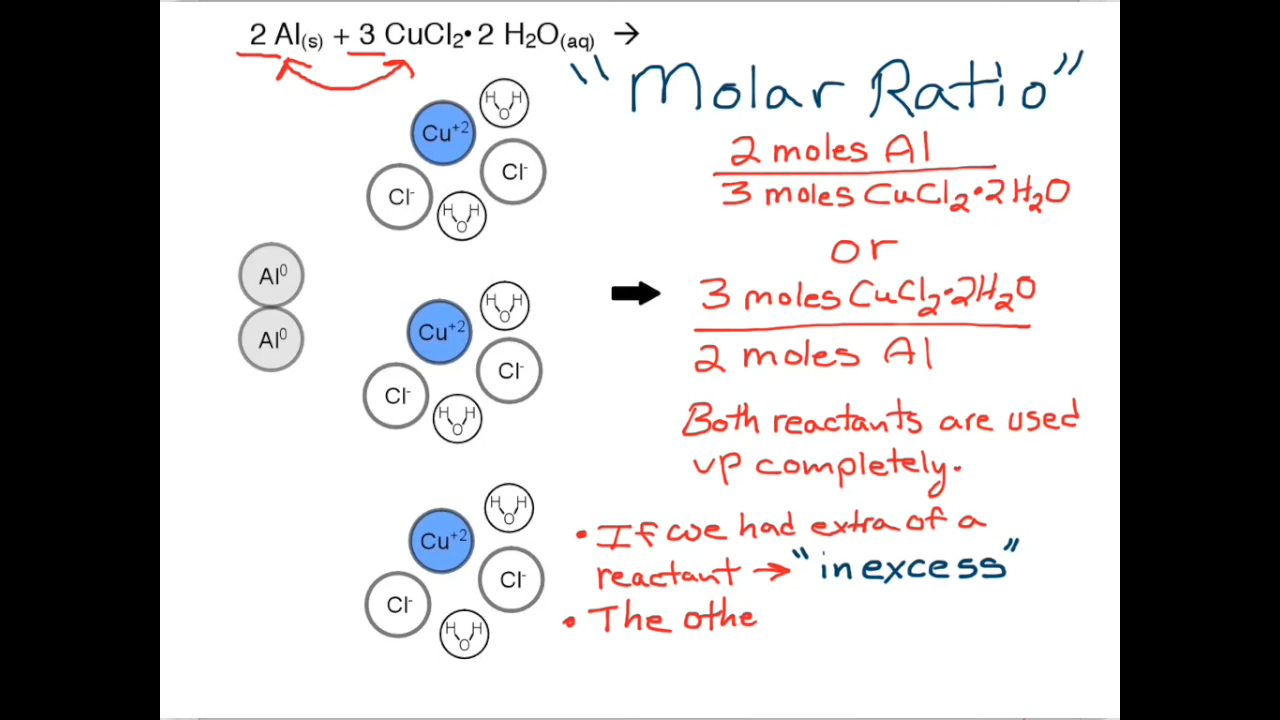 2 Al(s) + 3 CuCl₂•2 H₂O(aq) →
"Molar Ratio"
2 moles Al
3 moles CuCl₂•2H₂O
or
3 moles CuCl₂•2H₂O
2 moles Al
Both reactants are used
up completely.
• If we had extra of a
reactant → "in excess"
• The othe
H H
O
Cu⁺²
Cl⁻
Cl⁻
H H
O
Al⁰
Al⁰
H H
O
Cu⁺²
Cl⁻
Cl⁻
H H
O
H H
O
Cu⁺²
Cl⁻
Cl⁻
H H
O